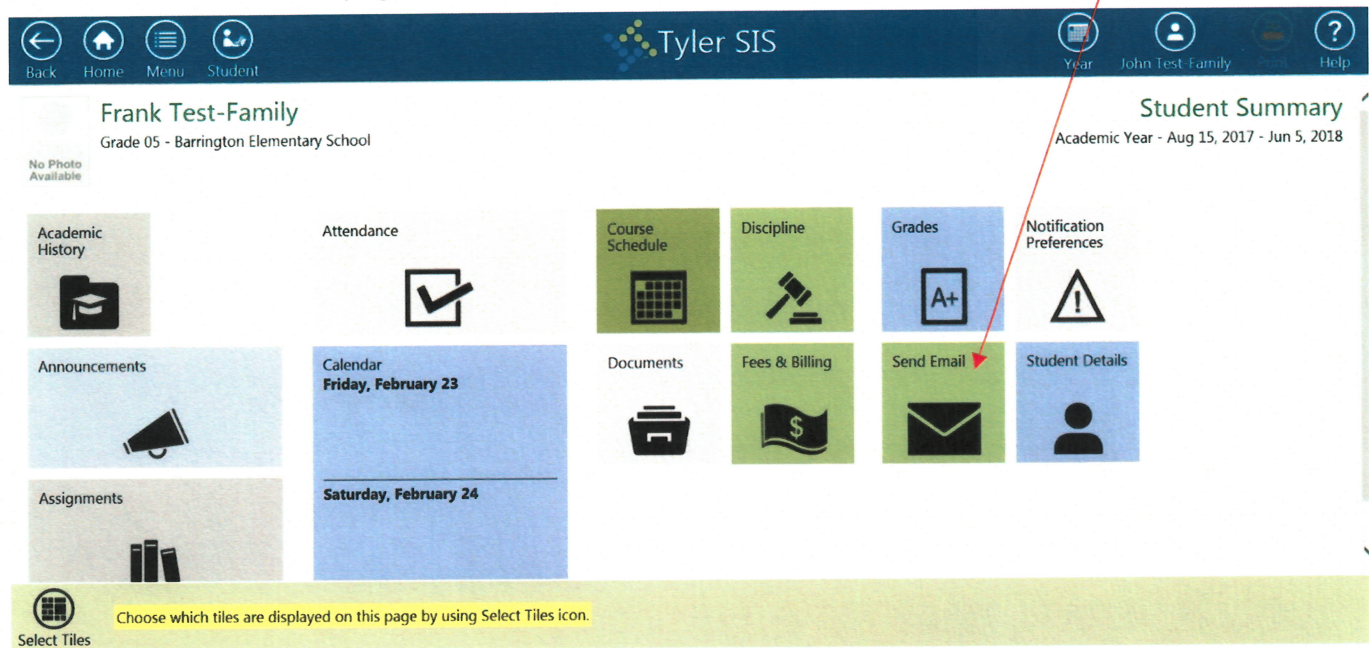 Back
Home
Menu
Student
Tyler SIS
Year
John Test-Family
Print
Help
No Photo
Available
Frank Test-Family
Grade 05 - Barrington Elementary School
Student Summary
Academic Year - Aug 15, 2017 - Jun 5, 2018
Academic
History
Attendance
Course
Schedule
Discipline
Grades
A+
Notification
Preferences
Announcements
Calendar
Friday, February 23
Saturday, February 24
Documents
Fees & Billing
$
Send Email
Student Details
Assignments
Select Tiles
Choose which tiles are displayed on this page by using Select Tiles icon.